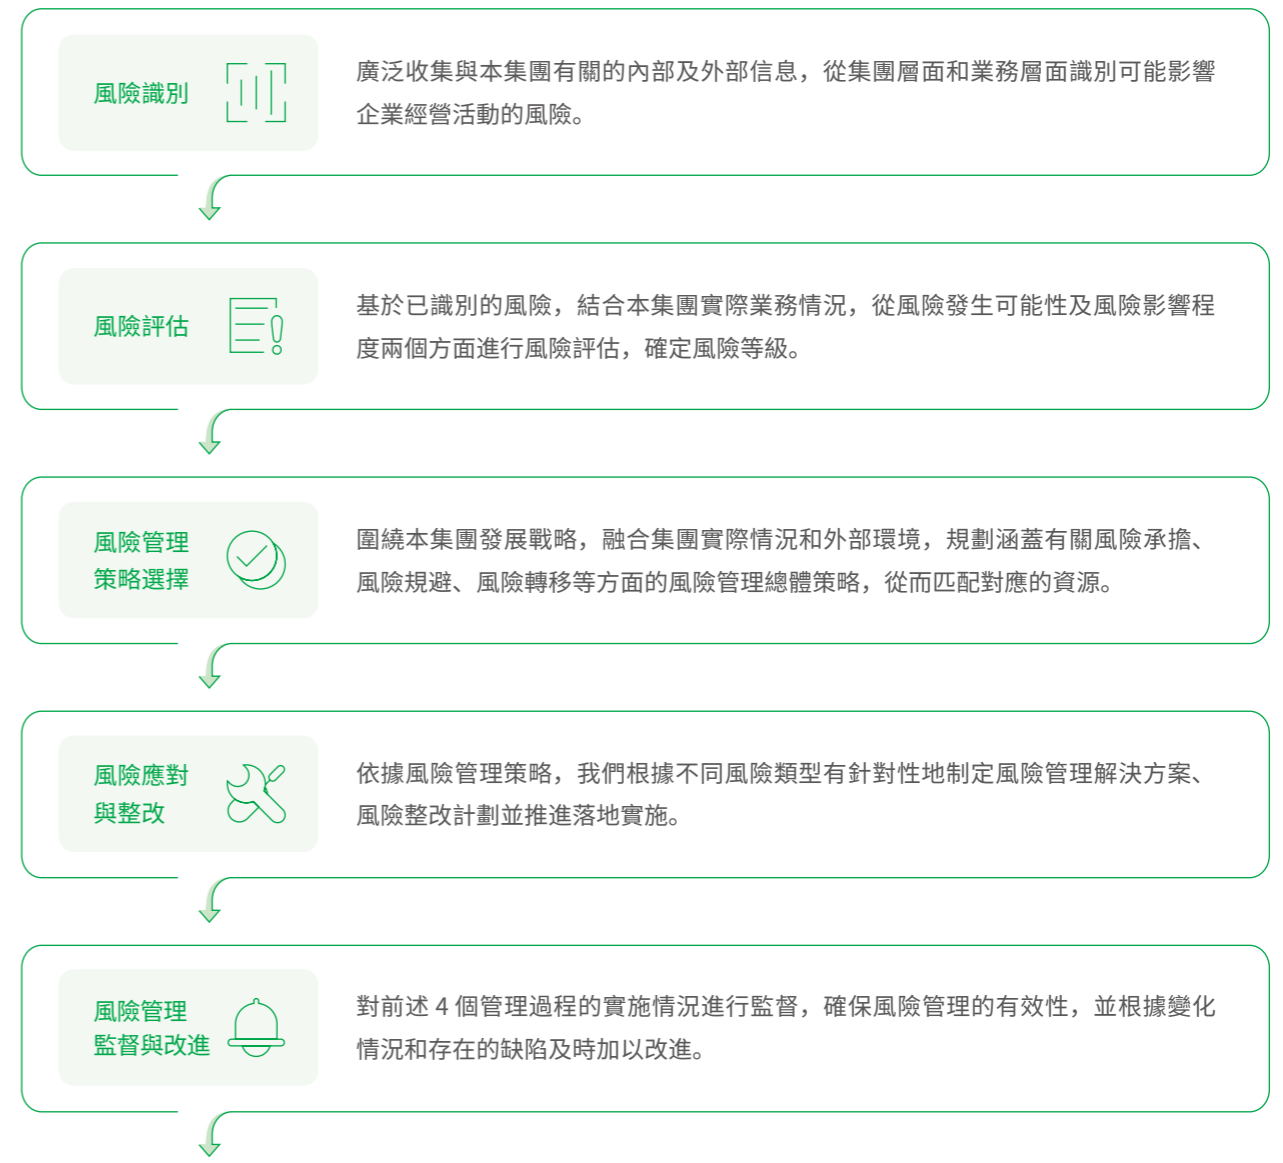 風險識別
廣泛收集與本集團有關的內部及外部信息，從集團層面和業務層面識別可能影響
企業經營活動的風險。
風險評估
基於已識別的風險，結合本集團實際業務情況，從風險發生可能性及風險影響程
度兩個方面進行風險評估，確定風險等級。
風險管理
策略選擇
圍繞本集團發展戰略，融合集團實際情況和外部環境，規劃涵蓋有關風險承擔、
風險規避、風險轉移等方面的風險管理總體策略，從而匹配對應的資源。
風險應對
與整改
依據風險管理策略，我們根據不同風險類型有針對性地制定風險管理解決方案、
風險整改計劃並推進落地實施。
風險管理
監督與改進
對前述 4 個管理過程的實施情況進行監督，確保風險管理的有效性，並根據變化
情況和存在的缺陷及時加以改進。